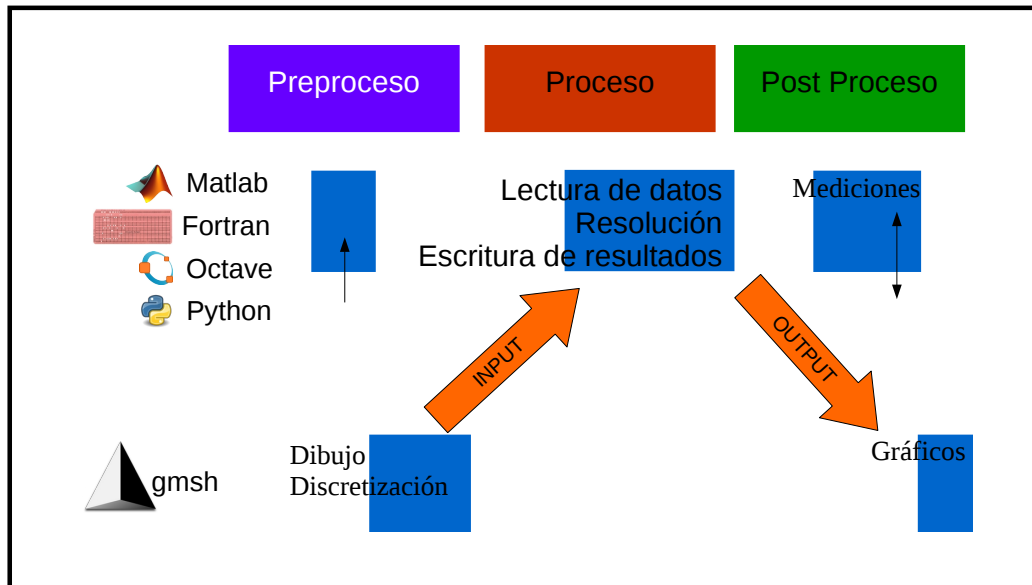 Preproceso
Proceso
Post Proceso
Matlab
Fortran
Octave
Python
Lectura de datos
Resolución
Escritura de resultados
Mediciones
INPUT
OUTPUT
gmsh
Dibujo
Discretización
Gráficos